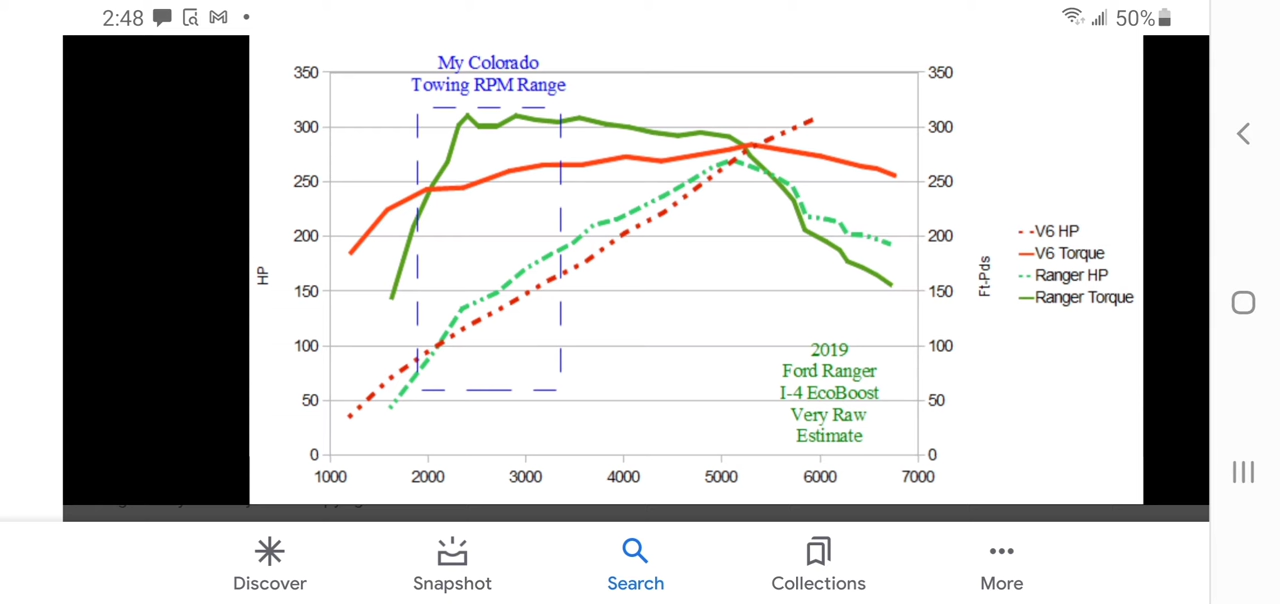 2:48
50%
My Colorado
Towing RPM Range
350
300
250
200
150
100
50
0
HP
1000 2000 3000 4000 5000 6000 7000
350
300
250
200
150
100
50
0
Ft-Pds
V6 HP
V6 Torque
Ranger HP
Ranger Torque
2019
Ford Ranger
I-4 EcoBoost
Very Raw
Estimate
Discover Snapshot Search Collections More